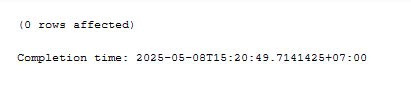 (0 rows affected)
Completion time: 2025-05-08T15:20:49.7141425+07:00